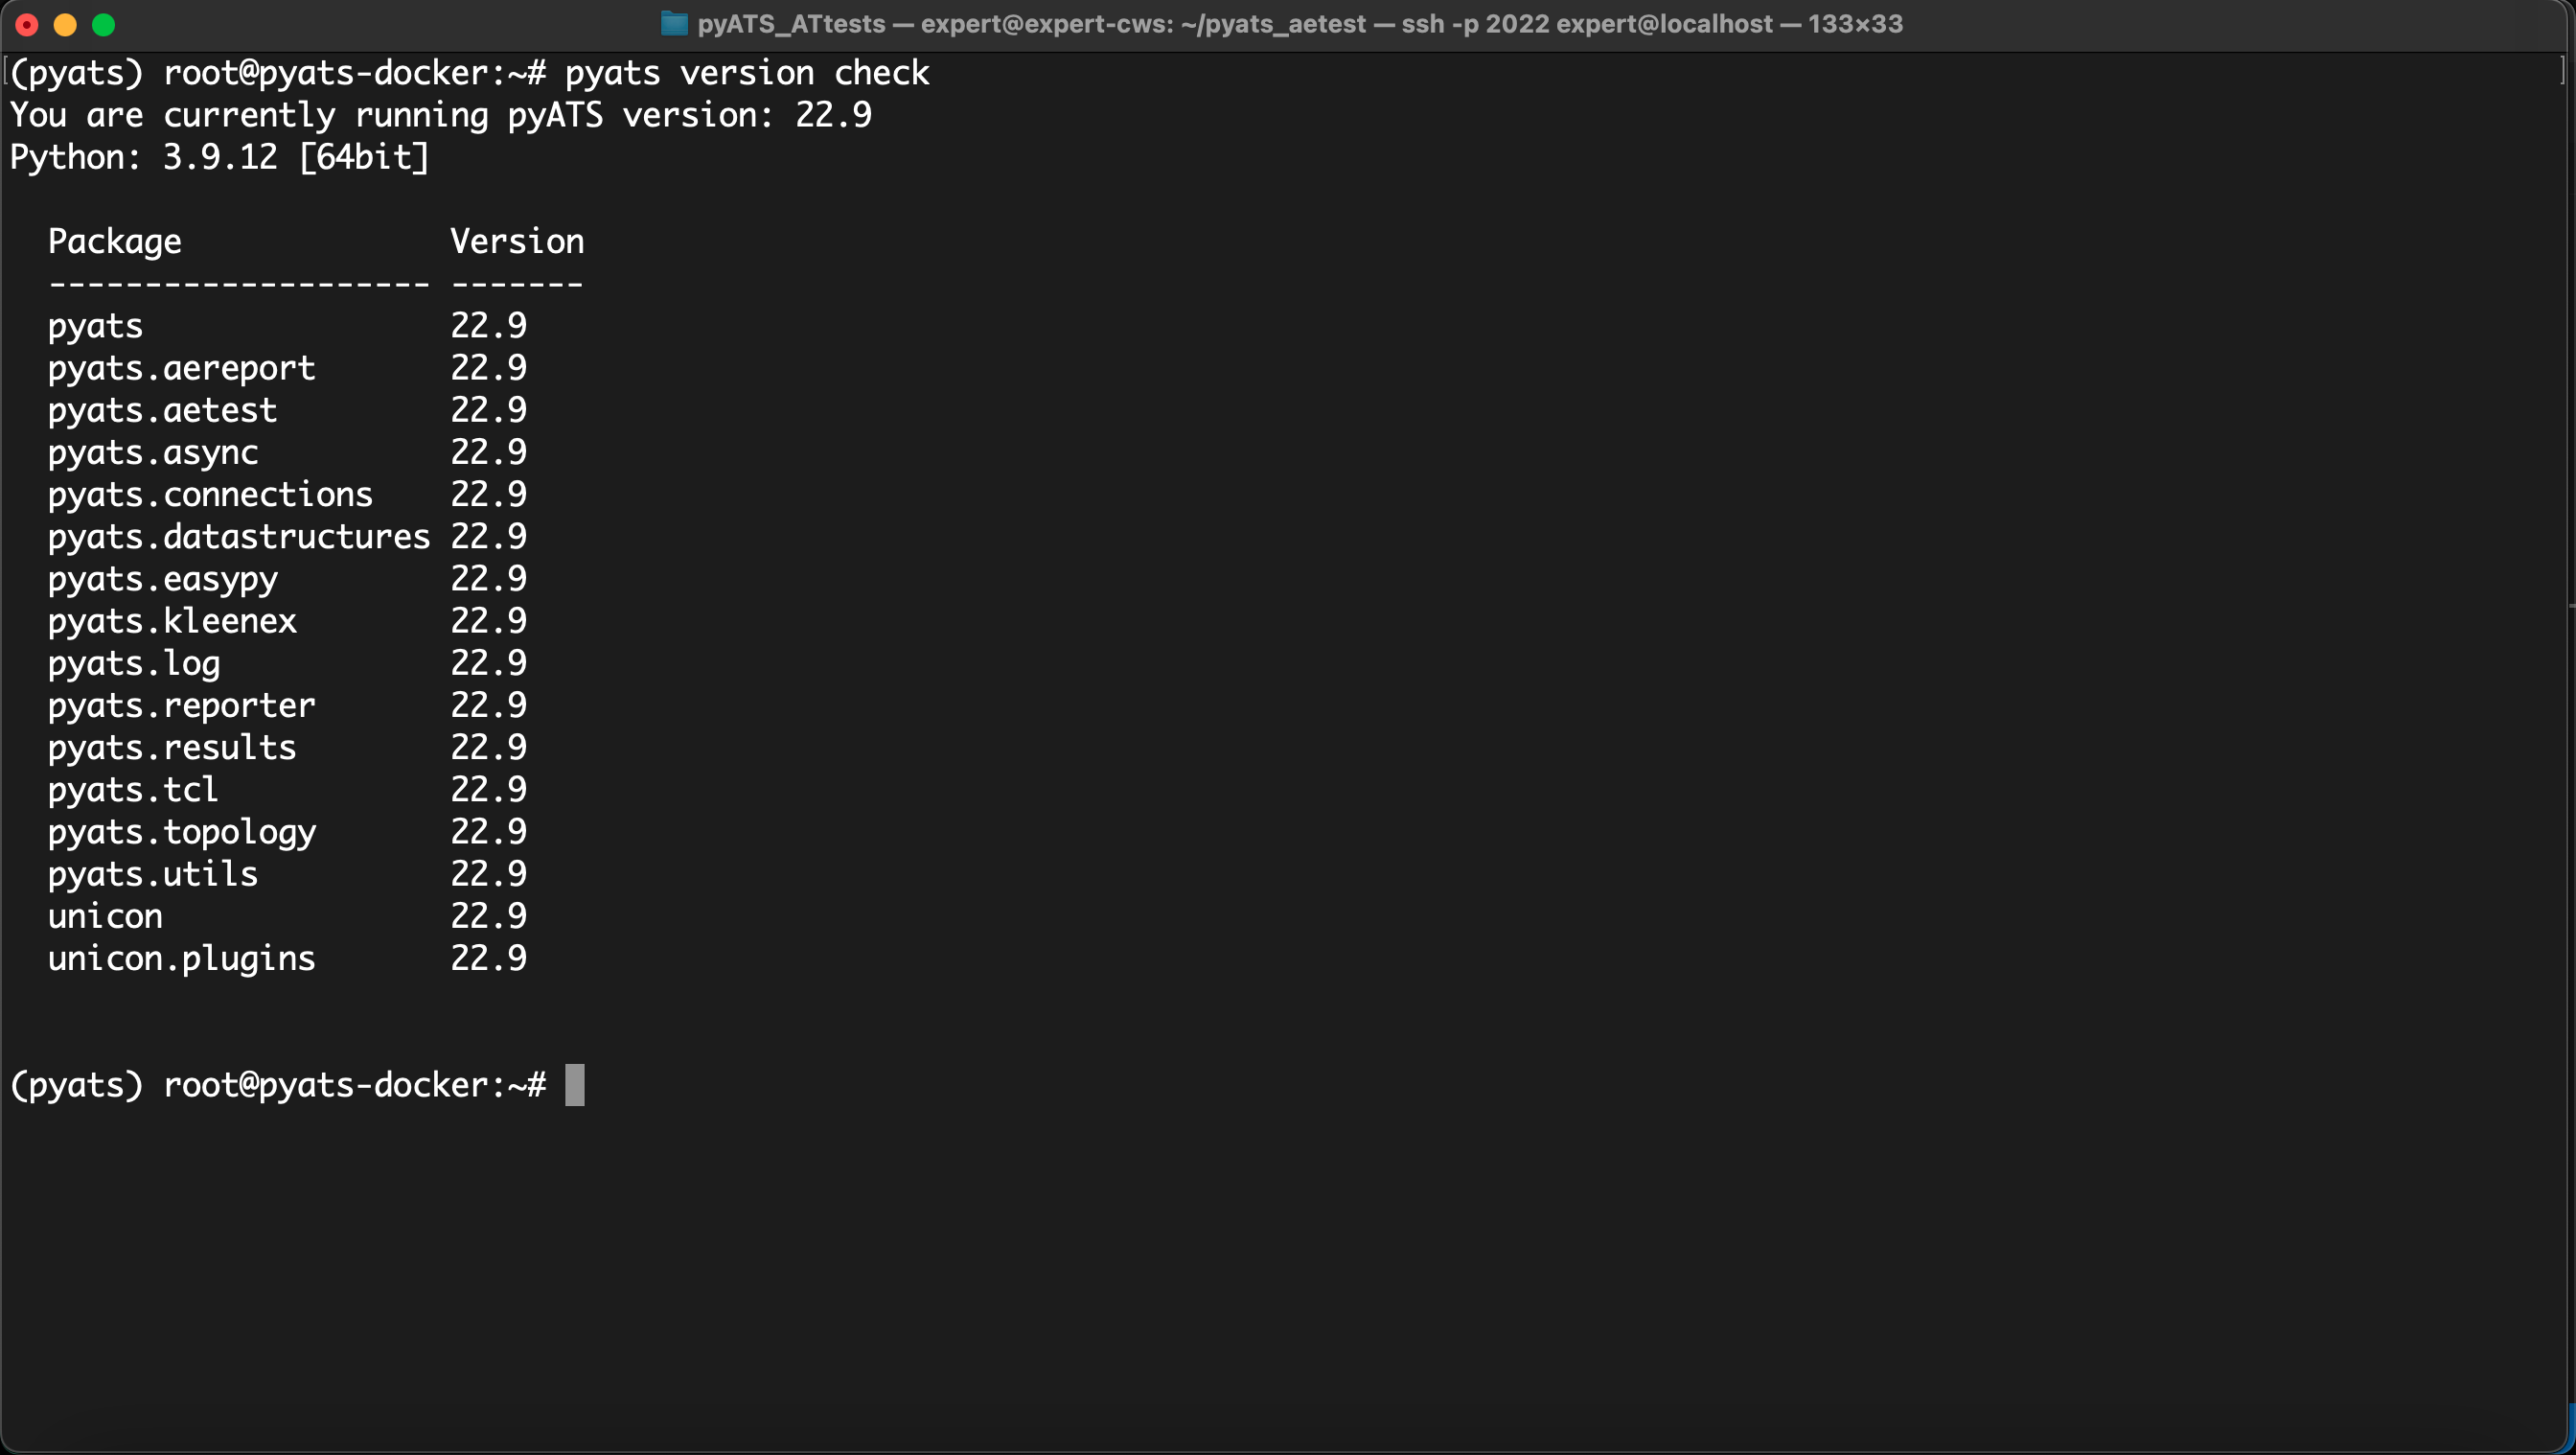 pyATS_ATtests — expert@expert-cws: ~/pyats_aetest — ssh -p 2022 expert@localhost — 133×33
[(pyats) root@pyats-docker:~# pyats version check ]
You are currently running pyATS version: 22.9
Python: 3.9.12 [64bit]
Package Version
-------------------- -------
pyats 22.9
pyats.aereport 22.9
pyats.aetest 22.9
pyats.async 22.9
pyats.connections 22.9
pyats.datastructures 22.9
pyats.easypy 22.9
pyats.kleenex 22.9
pyats.log 22.9
pyats.reporter 22.9
pyats.results 22.9
pyats.tcl 22.9
pyats.topology 22.9
pyats.utils 22.9
unicon 22.9
unicon.plugins 22.9
(pyats) root@pyats-docker:~#